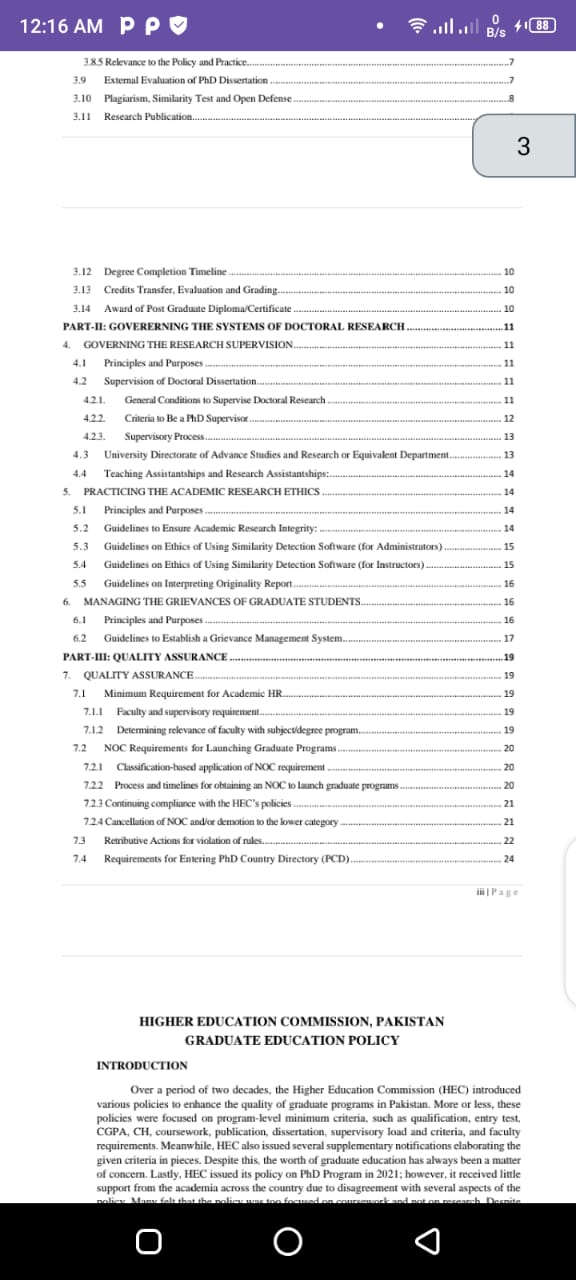 12:16 AM P P 0 B/s 88
3.8.5 Relevance to the Policy and Practice.....7
3.9 External Evaluation of PhD Dissertation.....7
3.10 Plagiarism, Similarity Test and Open Defense.....8
3.11 Research Publication.....
3
3.12 Degree Completion Timeline.....10
3.13 Credits Transfer, Evaluation and Grading.....10
3.14 Award of Post Graduate Diploma/Certificate.....10
PART-II: GOVERERNING THE SYSTEMS OF DOCTORAL RESEARCH.....11
4. GOVERNING THE RESEARCH SUPERVISION.....11
4.1 Principles and Purposes.....11
4.2 Supervision of Doctoral Dissertation.....11
4.2.1. General Conditions to Supervise Doctoral Research.....11
4.2.2. Criteria to Be a PhD Supervisor.....12
4.2.3. Supervisory Process.....13
4.3 University Directorate of Advance Studies and Research or Equivalent Department.....13
4.4 Teaching Assistantships and Research Assistantships:.....14
5. PRACTICING THE ACADEMIC RESEARCH ETHICS.....14
5.1 Principles and Purposes.....14
5.2 Guidelines to Ensure Academic Research Integrity:.....14
5.3 Guidelines on Ethics of Using Similarity Detection Software (for Administrators).....15
5.4 Guidelines on Ethics of Using Similarity Detection Software (for Instructors).....15
5.5 Guidelines on Interpreting Originality Report.....16
6. MANAGING THE GRIEVANCES OF GRADUATE STUDENTS.....16
6.1 Principles and Purposes.....16
6.2 Guidelines to Establish a Grievance Management System.....17
PART-III: QUALITY ASSURANCE.....19
7. QUALITY ASSURANCE.....19
7.1 Minimum Requirement for Academic HR.....19
7.1.1 Faculty and supervisory requirement.....19
7.1.2 Determining relevance of faculty with subject/degree program.....19
7.2 NOC Requirements for Launching Graduate Programs.....20
7.2.1 Classification-based application of NOC requirement.....20
7.2.2 Process and timelines for obtaining an NOC to launch graduate programs.....20
7.2.3 Continuing compliance with the HEC's policies.....21
7.2.4 Cancellation of NOC and/or demotion to the lower category.....21
7.3 Retributive Actions for violation of rules.....22
7.4 Requirements for Entering PhD Country Directory (PCD).....24
iii | Page
HIGHER EDUCATION COMMISSION, PAKISTAN
GRADUATE EDUCATION POLICY
INTRODUCTION
Over a period of two decades, the Higher Education Commission (HEC) introduced
various policies to enhance the quality of graduate programs in Pakistan. More or less, these
policies were focused on program-level minimum criteria, such as qualification, entry test,
CGPA, CH, coursework, publication, dissertation, supervisory load and criteria, and faculty
requirements. Meanwhile, HEC also issued several supplementary notifications elaborating the
given criteria in pieces. Despite this, the worth of graduate education has always been a matter
of concern. Lastly, HEC issued its policy on PhD Program in 2021; however, it received little
support from the academia across the country due to disagreement with several aspects of the
policy. Many felt that the policy was too focused on coursework and not on research. Despite